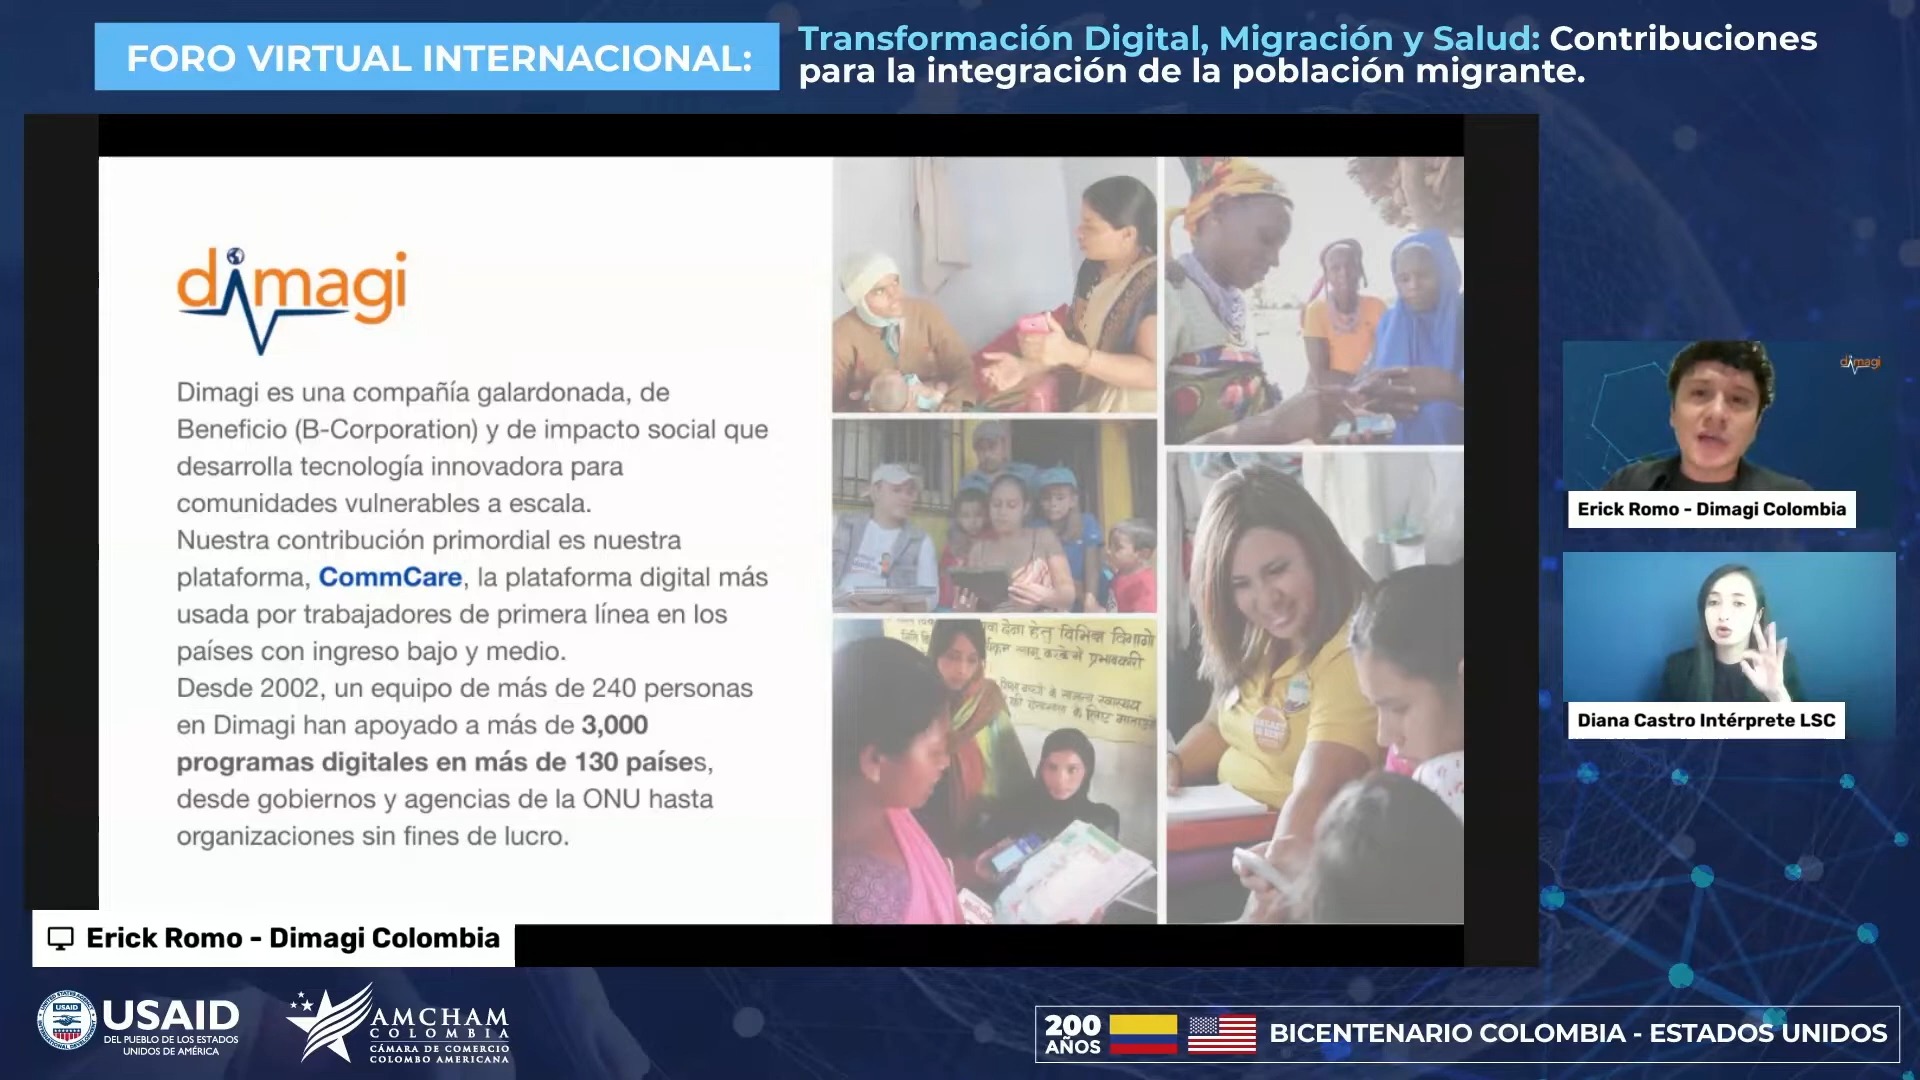 FORO VIRTUAL INTERNACIONAL:
Transformación Digital, Migración y Salud: Contribuciones
para la integración de la población migrante.
dimagi
Dimagi es una compañía galardonada, de
Beneficio (B-Corporation) y de impacto social que
desarrolla tecnología innovadora para
comunidades vulnerables a escala.
Nuestra contribución primordial es nuestra
plataforma, CommCare, la plataforma digital más
usada por trabajadores de primera línea en los
países con ingreso bajo y medio.
Desde 2002, un equipo de más de 240 personas
en Dimagi han apoyado a más de 3,000
programas digitales en más de 130 países,
desde gobiernos y agencias de la ONU hasta
organizaciones sin fines de lucro.
हेतु विभिन्न विभागो
dimagi
Erick Romo - Dimagi Colombia
Diana Castro Intérprete LSC
Erick Romo - Dimagi Colombia
USAID
USAID
DEL PUEBLO DE LOS ESTADOS
UNIDOS DE AMÉRICA
AMCHAM
COLOMBIA
CÁMARA DE COMERCIO
COLOMBO AMERICANA
200
AÑOS
BICENTENARIO COLOMBIA - ESTADOS UNIDOS